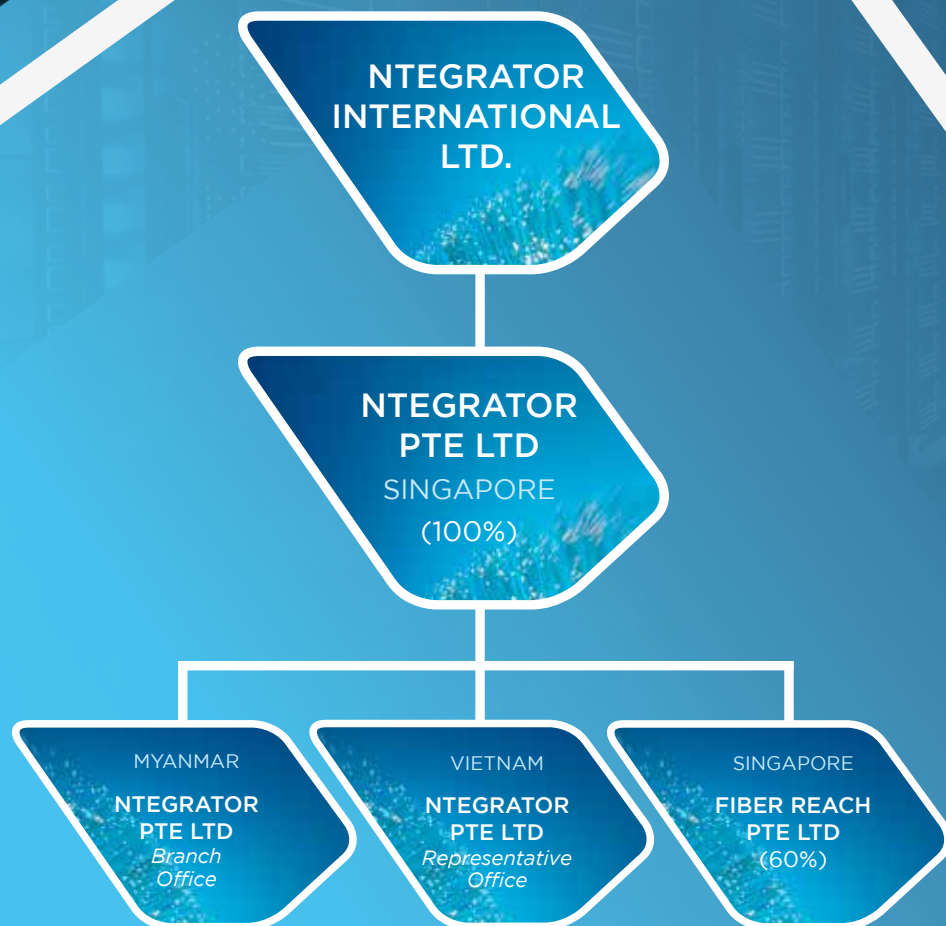 NTEGRATOR
INTERNATIONAL
LTD.
NTEGRATOR
PTE LTD
SINGAPORE
(100%)
MYANMAR
NTEGRATOR
PTE LTD
Branch
Office
VIETNAM
NTEGRATOR
PTE LTD
Representative
Office
SINGAPORE
FIBER REACH
PTE LTD
(60%)